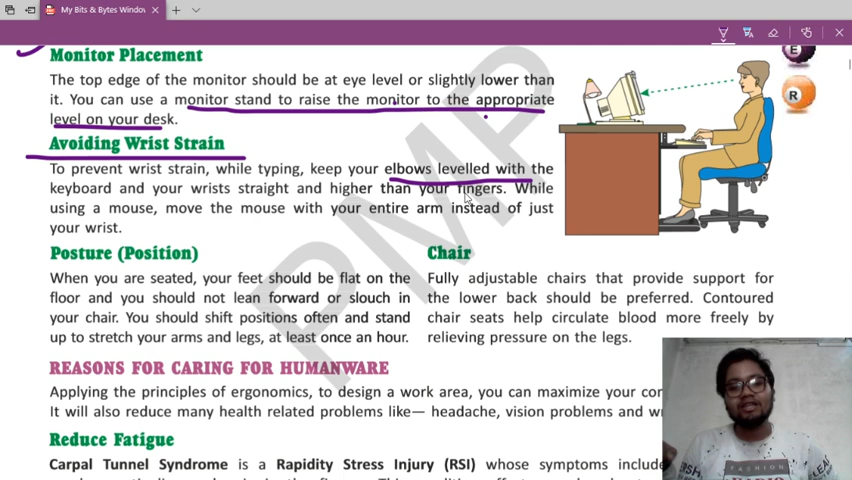 My Bits & Bytes Window
Monitor Placement
The top edge of the monitor should be at eye level or slightly lower than
it. You can use a monitor stand to raise the monitor to the appropriate
level on your desk.
Avoiding Wrist Strain
To prevent wrist strain, while typing, keep your elbows levelled with the
keyboard and your wrists straight and higher than your fingers. While
using a mouse, move the mouse with your entire arm instead of just
your wrist.
E
R
PM
Posture (Position)
When you are seated, your feet should be flat on the
floor and you should not lean forward or slouch in
your chair. You should shift positions often and stand
up to stretch your arms and legs, at least once an hour.
Chair
Fully adjustable chairs that provide support for
the lower back should be preferred. Contoured
chair seats help circulate blood more freely by
relieving pressure on the legs.
REASONS FOR CARING FOR HUMANWARE
Applying the principles of ergonomics, to design a work area, you can maximize your
It will also reduce many health related problems like— headache, vision problems and
Reduce Fatigue
Carpal Tunnel Syndrome is a Rapidity Stress Injury (RSI) whose symptoms include
FASHION